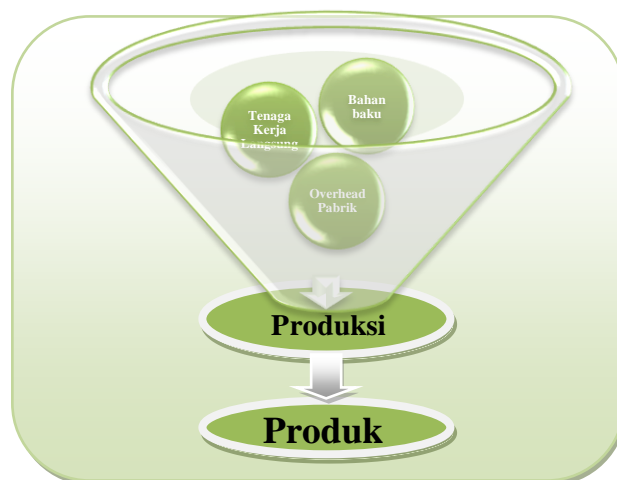 Bahan
baku
Tenaga
Kerja
Langsung
Overhead
Pabrik
Produksi
Produk